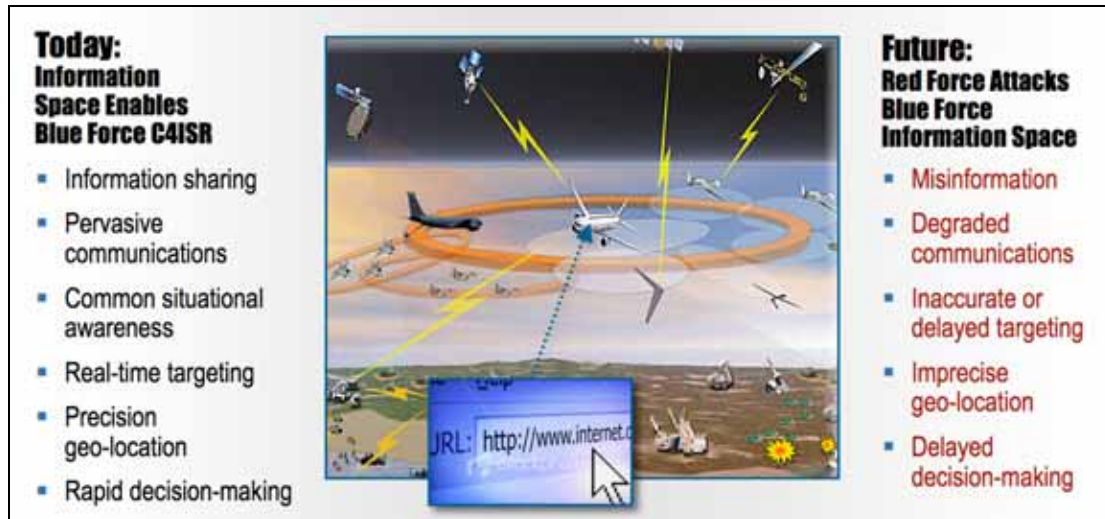 Today:
Information
Space Enables
Blue Force C4ISR
▪ Information sharing
▪ Pervasive
communications
▪ Common situational
awareness
▪ Real-time targeting
▪ Precision
geo-location
▪ Rapid decision-making
URL: http://www.internet.c
Future:
Red Force Attacks
Blue Force
Information Space
▪ Misinformation
▪ Degraded
communications
▪ Inaccurate or
delayed targeting
▪ Imprecise
geo-location
▪ Delayed
decision-making